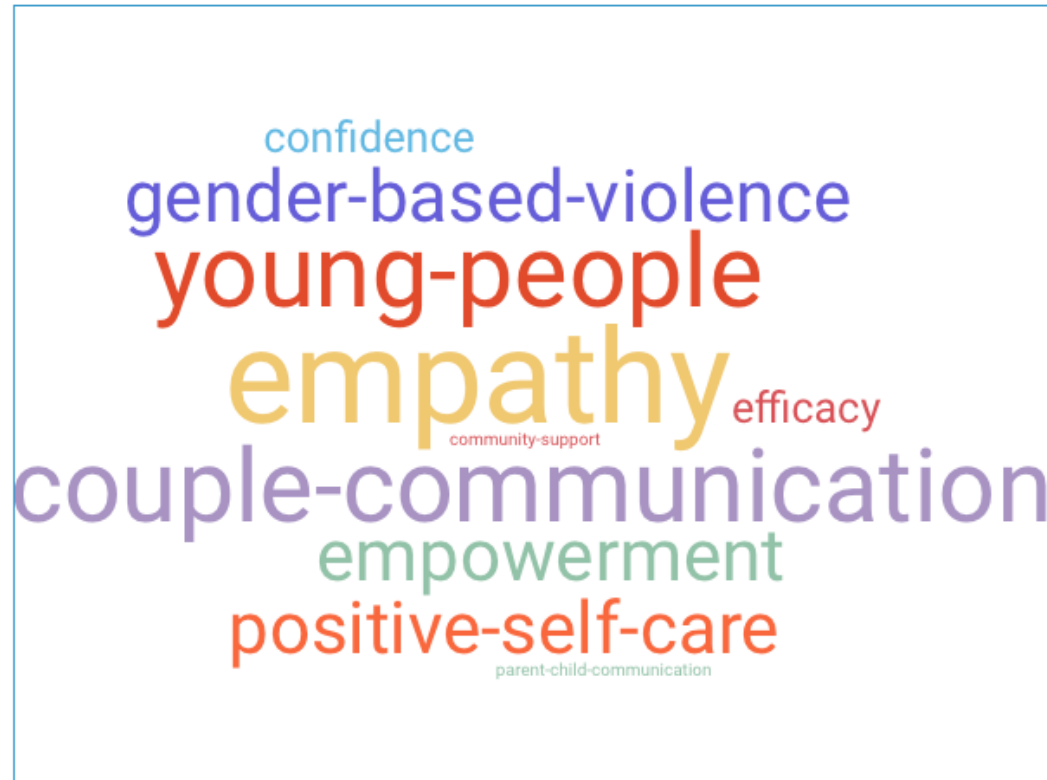 confidence
gender-based-violence
young-people
empathy
efficacy
community-support
couple-communication
empowerment
positive-self-care
parent-child-communication